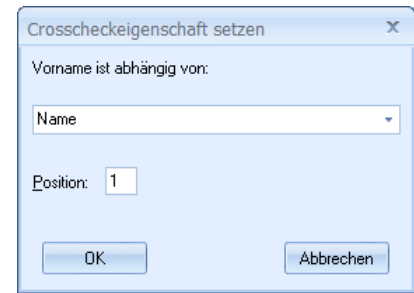 Crosscheckeigenschaft setzen
Vorname ist abhängig von:
Name
Position: 1
OK Abbrechen